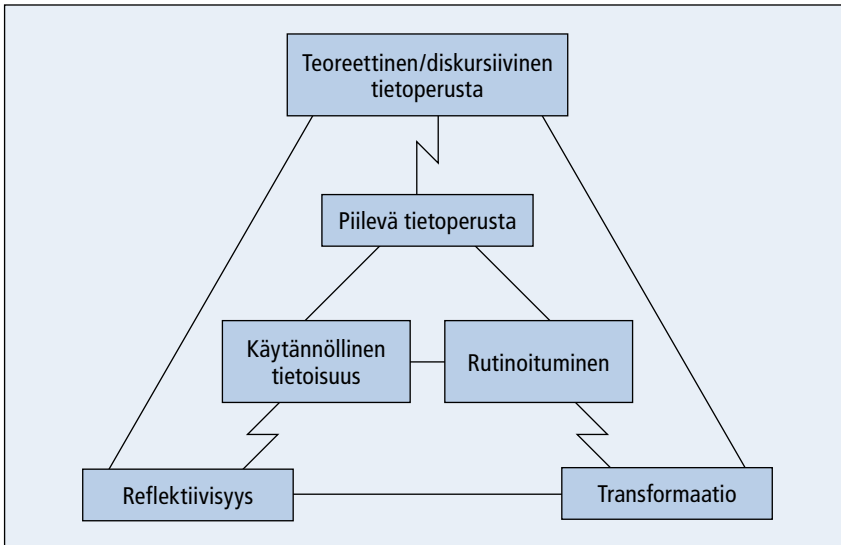 Teoreettinen/diskursiivinen
tietoperusta
Piilevä tietoperusta
Käytännöllinen
tietoisuus
Rutinoituminen
Reflektiivisyys
Transformaatio